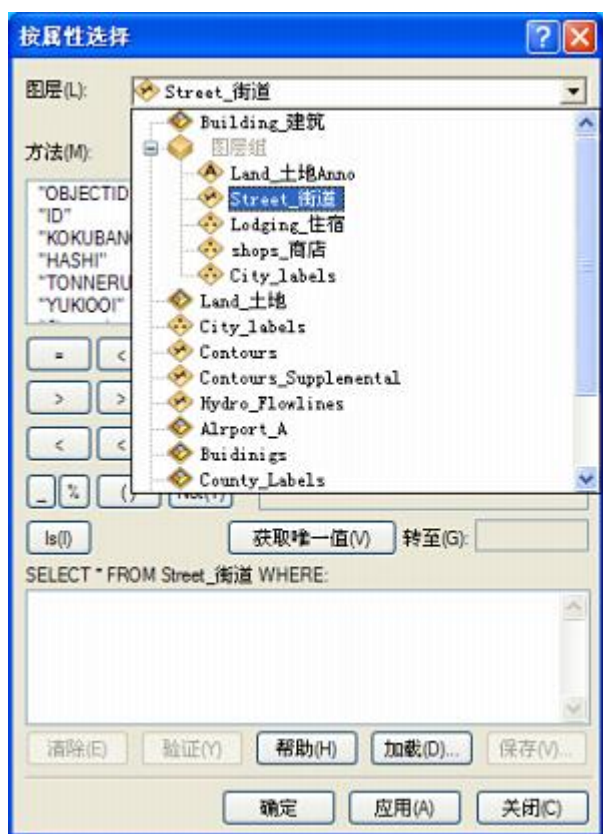 按属性选择
图层(L): Street_街道
Building_建筑
图层组
方法(M):
Land_土地Anno
"OBJECTID
Street_街道
"ID"
Lodging_住宿
"KOKUBAN
shops_商店
"HASHI"
City_labels
"TONNERU
Land_土地
"YUKIOOI"
City_labels
= <
Contours
Contours_Supplemental
> >
Hydro_Flowlines
Alrport_A
< <
Buidinigs
County_Labels
_ % ()
Is(I) 获取唯一值(V) 转至(G):
SELECT * FROM Street_街道 WHERE:
清除(E) 验证(Y) 帮助(H) 加载(D)... 保存(V)...
确定 应用(A) 关闭(C)